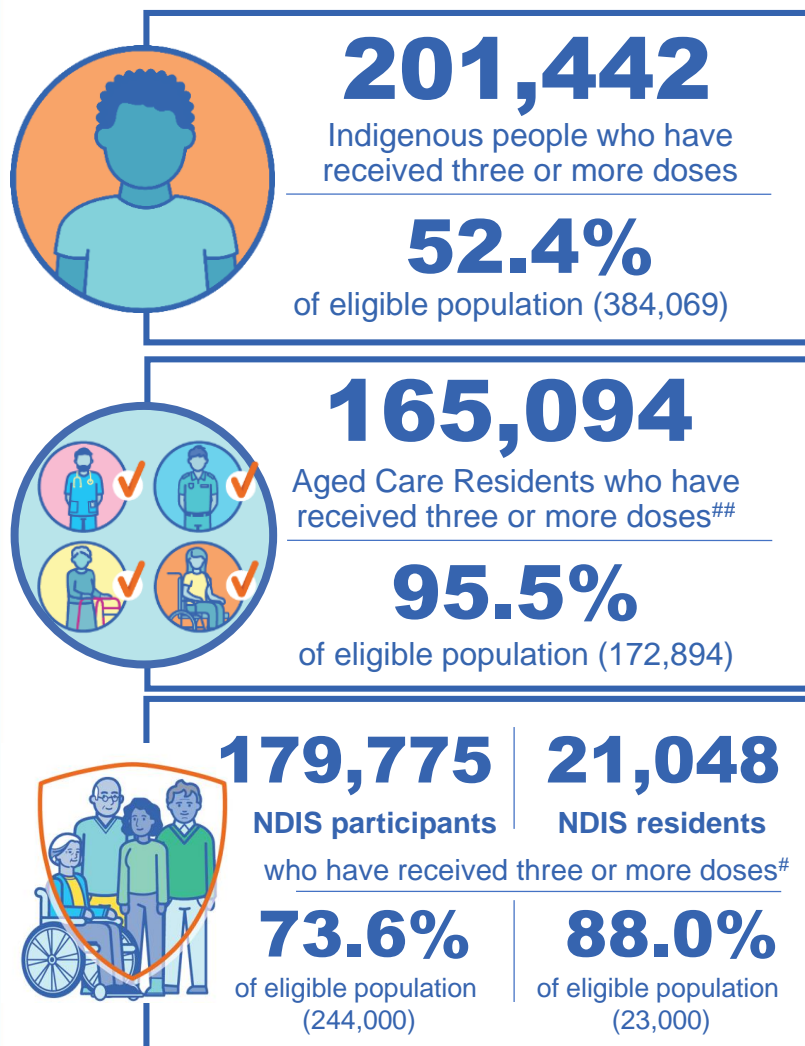 201,442
Indigenous people who have
received three or more doses
52.4%
of eligible population (384,069)
165,094
Aged Care Residents who have
received three or more doses##
95.5%
of eligible population (172,894)
179,775
NDIS participants
21,048
NDIS residents
who have received three or more doses#
73.6%
of eligible population
(244,000)
88.0%
of eligible population
(23,000)